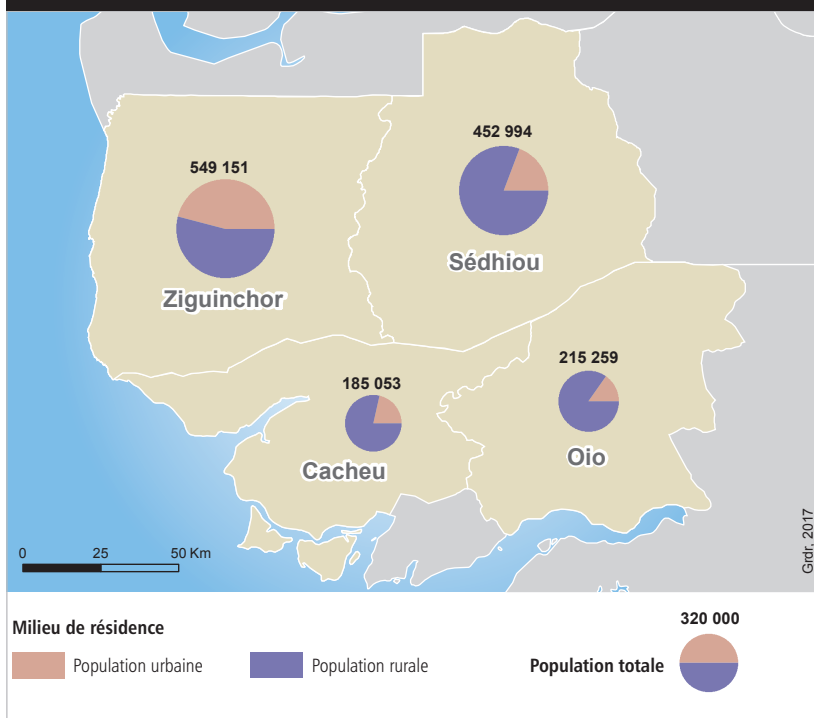 452 994
549 151
Sédhiou
Ziguinchor
215 259
185 053
Oio
Cacheu
0 25 50 Km
Grdr, 2017
Milieu de résidence
320 000
Population urbaine
Population rurale
Population totale